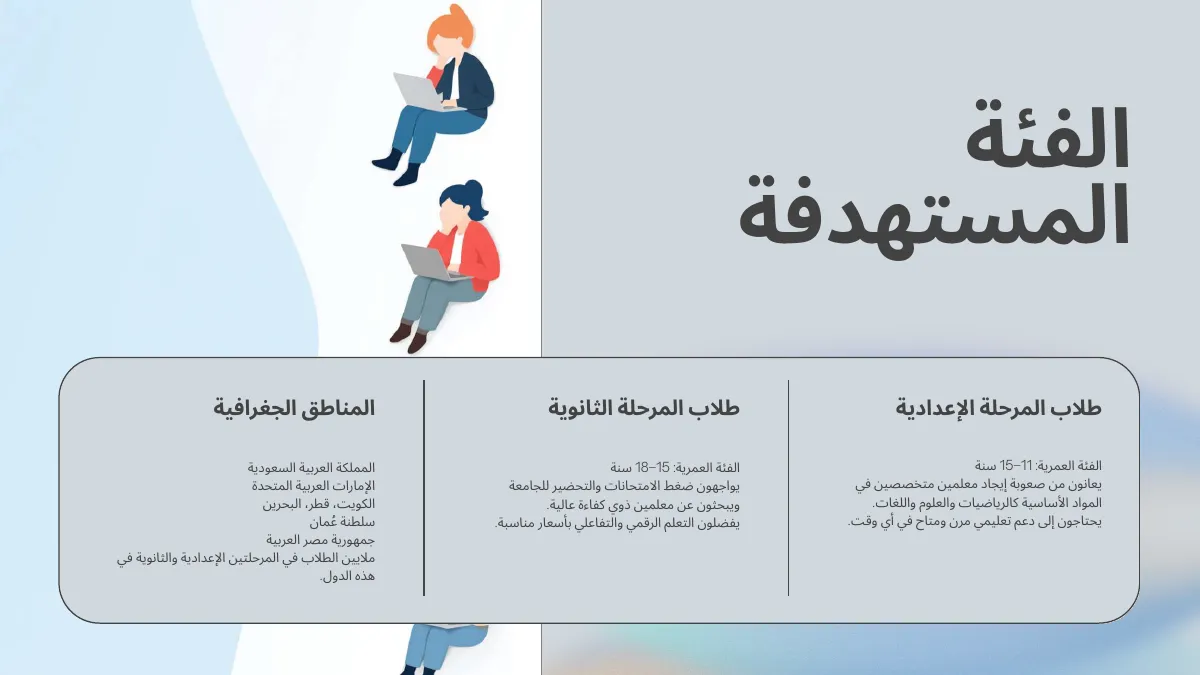 الفئة
المستهدفة
طلاب المرحلة الإعدادية
الفئة العمرية: 11–15 سنة
يعانون من صعوبة إيجاد معلمين متخصصين في
المواد الأساسية كالرياضيات والعلوم واللغات.
يحتاجون إلى دعم تعليمي مرن ومتاح في أي وقت.
طلاب المرحلة الثانوية
الفئة العمرية: 15–18 سنة
يواجهون ضغط الامتحانات والتحضير للجامعة
ويبحثون عن معلمين ذوي كفاءة عالية.
يفضلون التعلم الرقمي والتفاعلي بأسعار مناسبة.
المناطق الجغرافية
المملكة العربية السعودية
الإمارات العربية المتحدة
الكويت، قطر، البحرين
سلطنة عُمان
جمهورية مصر العربية
ملايين الطلاب في المرحلتين الإعدادية والثانوية في
هذه الدول.